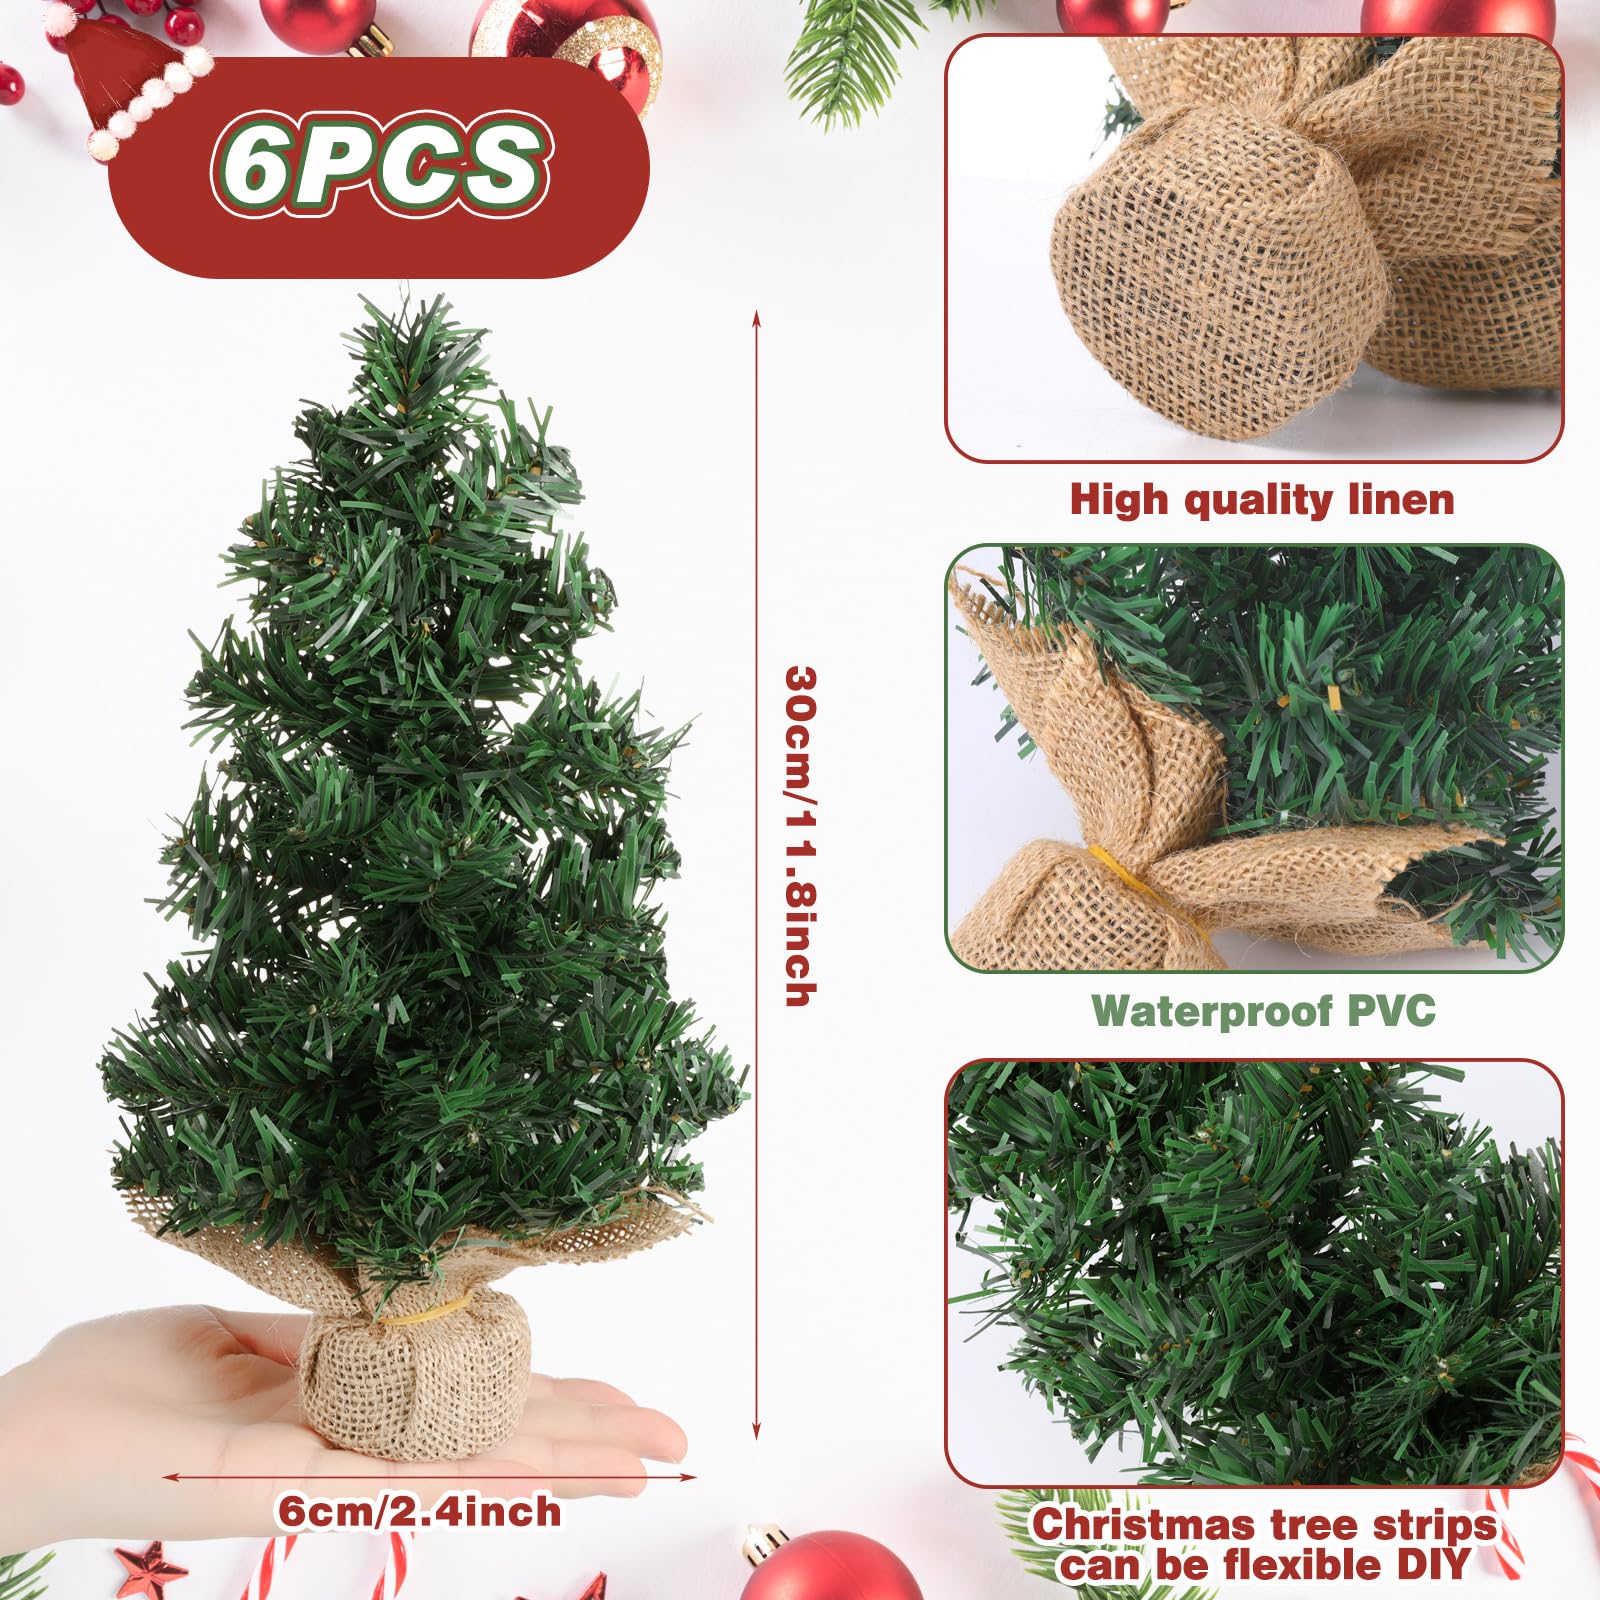 6PCS
30cm/11.8inch
6cm/2.4inch
High quality linen
Waterproof PVC
Christmas tree strips
can be flexible DIY